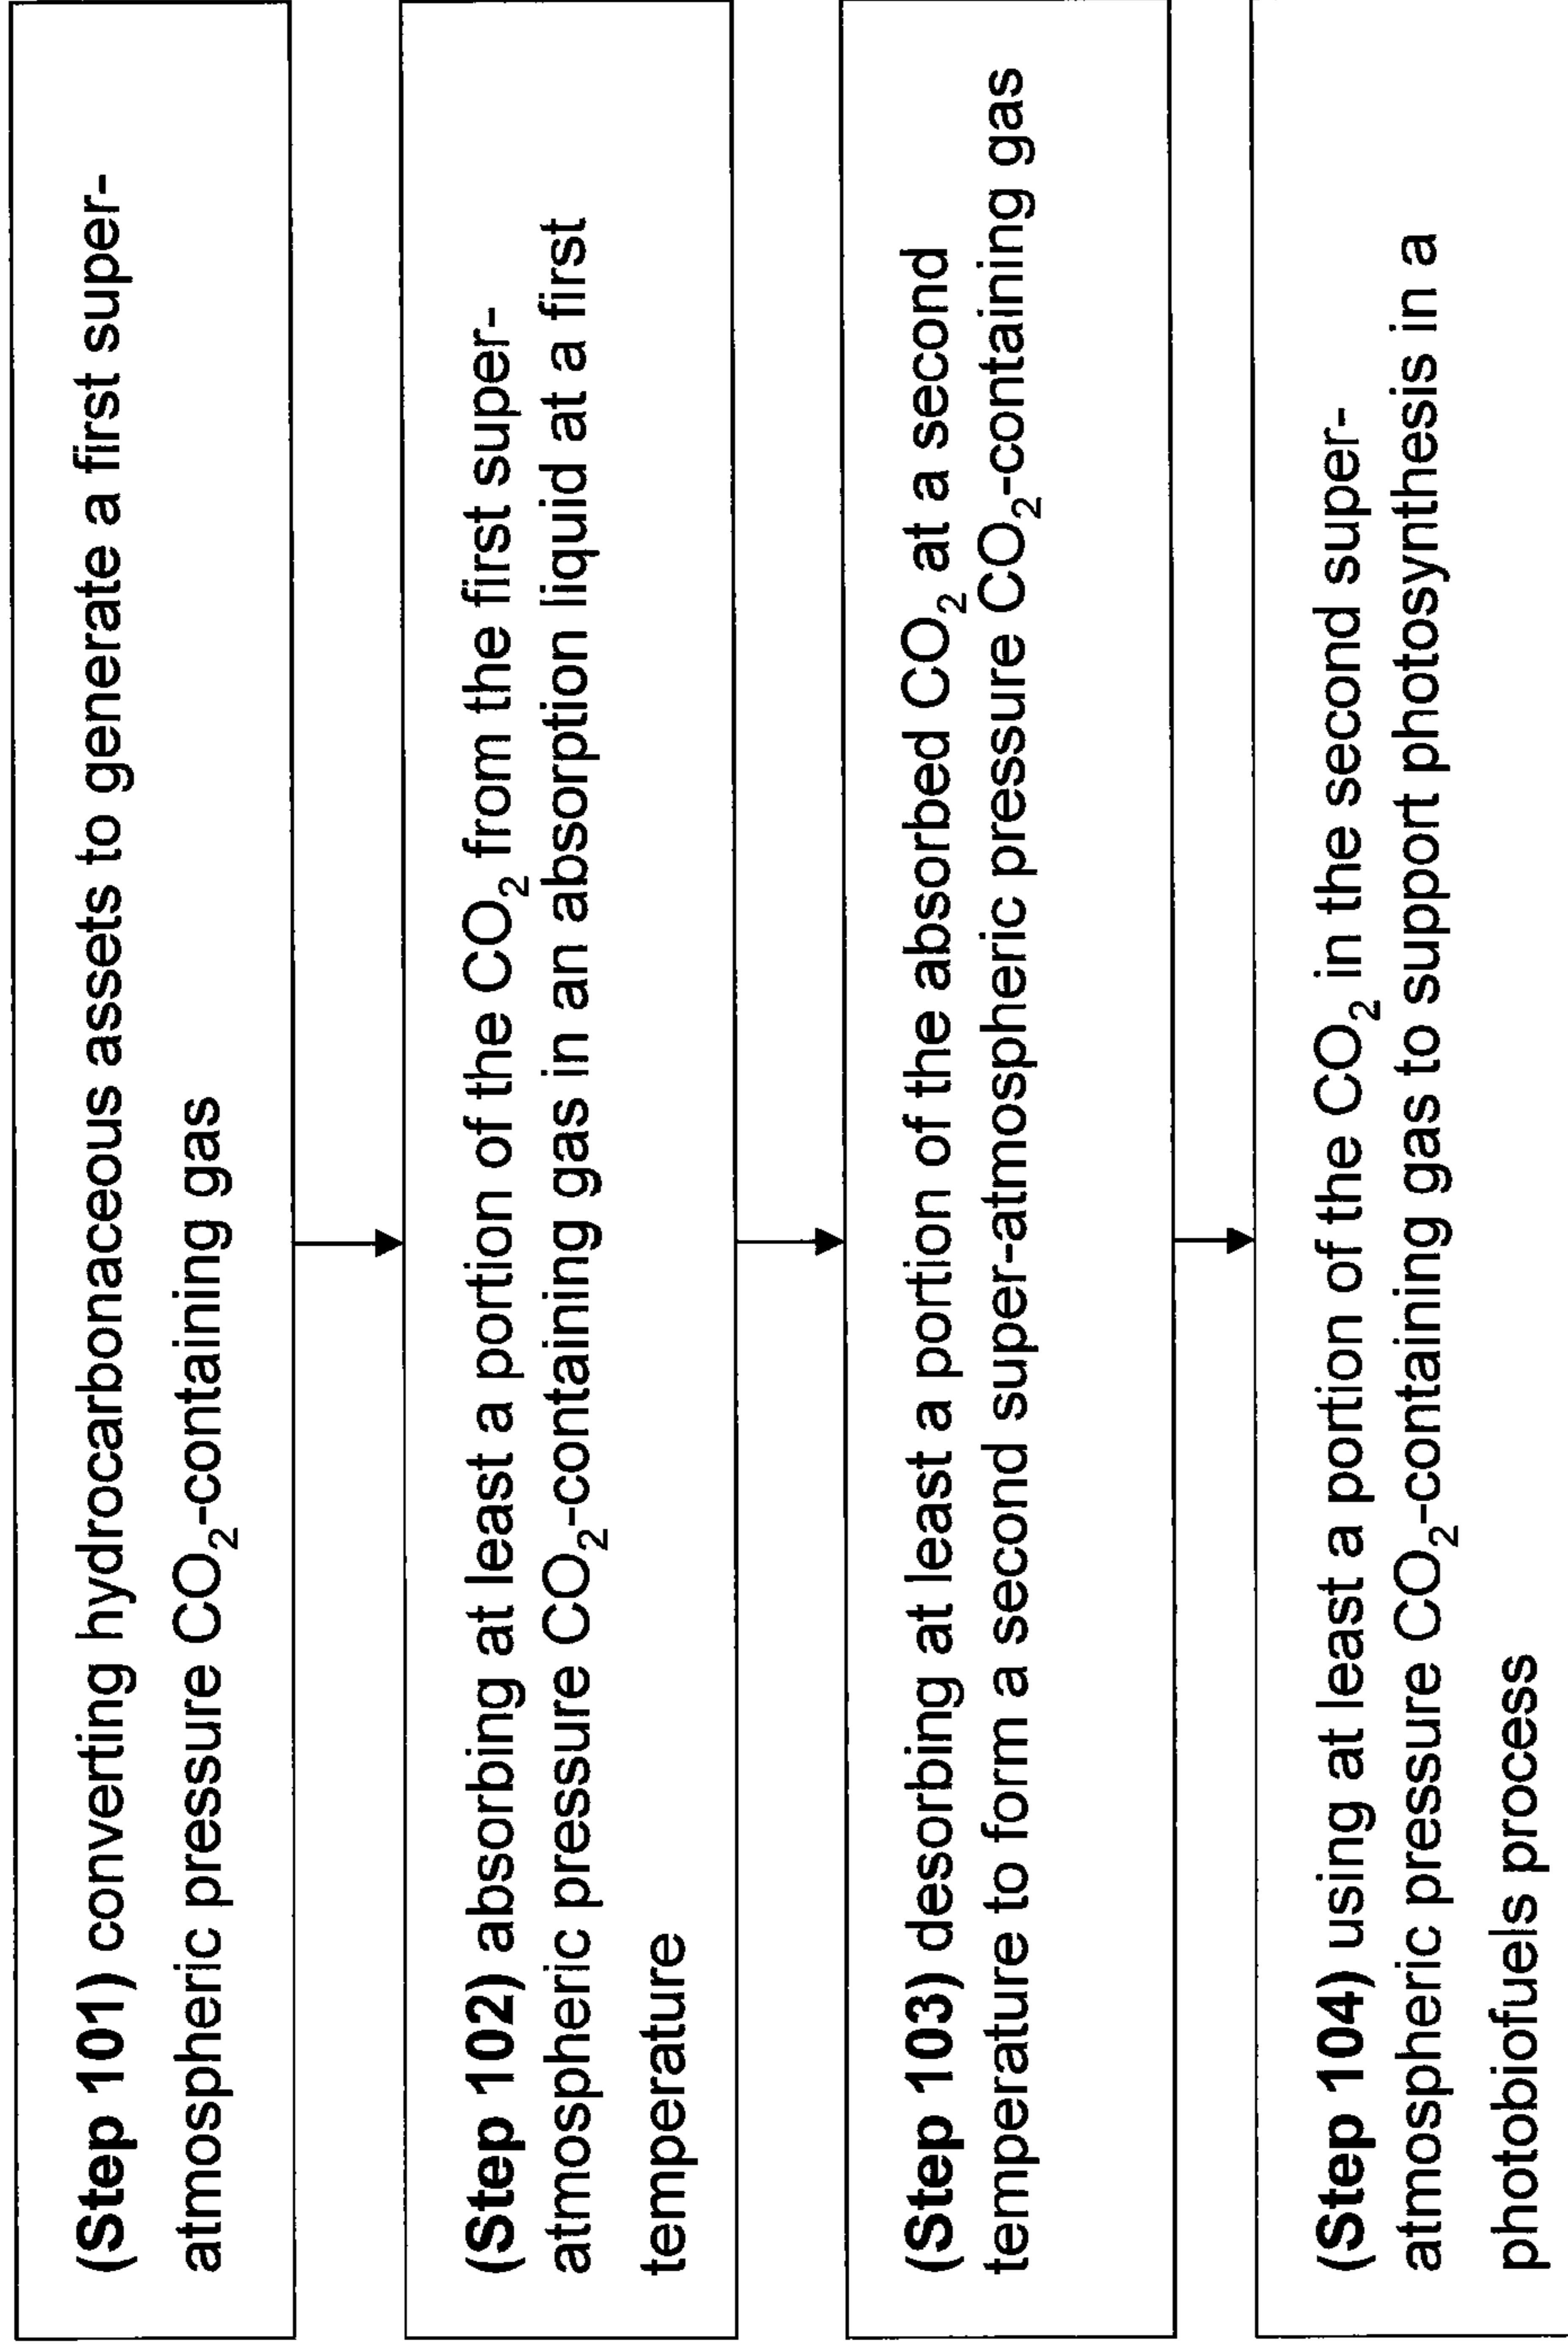 (Step 101) converting hydrocarbonaceous assets to generate a first super-
atmospheric pressure CO₂-containing gas
(Step 102) absorbing at least a portion of the CO₂ from the first super-
atmospheric pressure CO₂-containing gas in an absorption liquid at a first
temperature
(Step 103) desorbing at least a portion of the absorbed CO₂ at a second
temperature to form a second super-atmospheric pressure CO₂-containing gas
(Step 104) using at least a portion of the CO₂ in the second super-
atmospheric pressure CO₂-containing gas to support photosynthesis in a
photobiofuels process